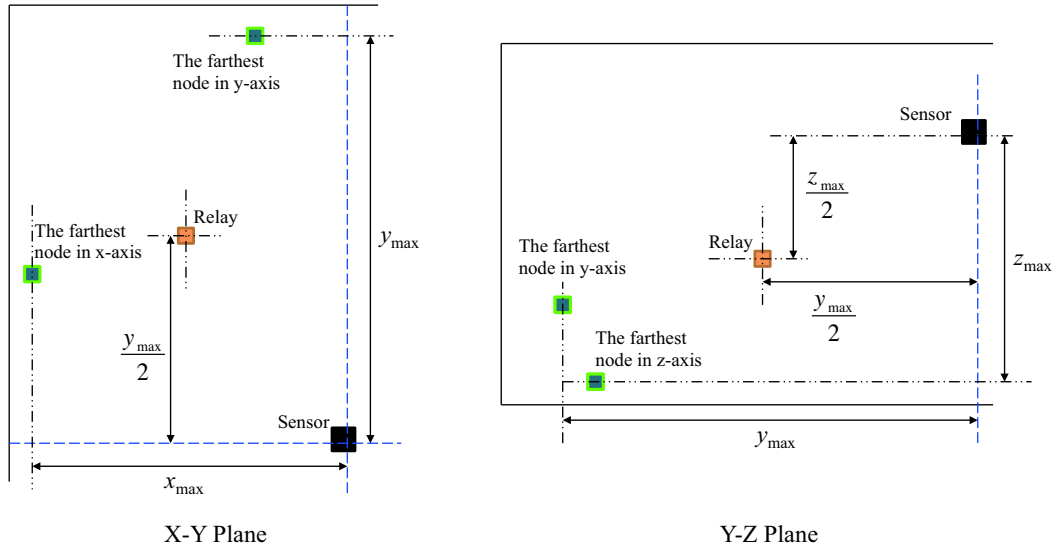 The farthest
node in y-axis
The farthest
node in x-axis
Relay
y_max
y_max
2
Sensor
x_max
X-Y Plane
Sensor
z_max
2
The farthest
node in y-axis
Relay
z_max
y_max
2
The farthest
node in z-axis
y_max
Y-Z Plane